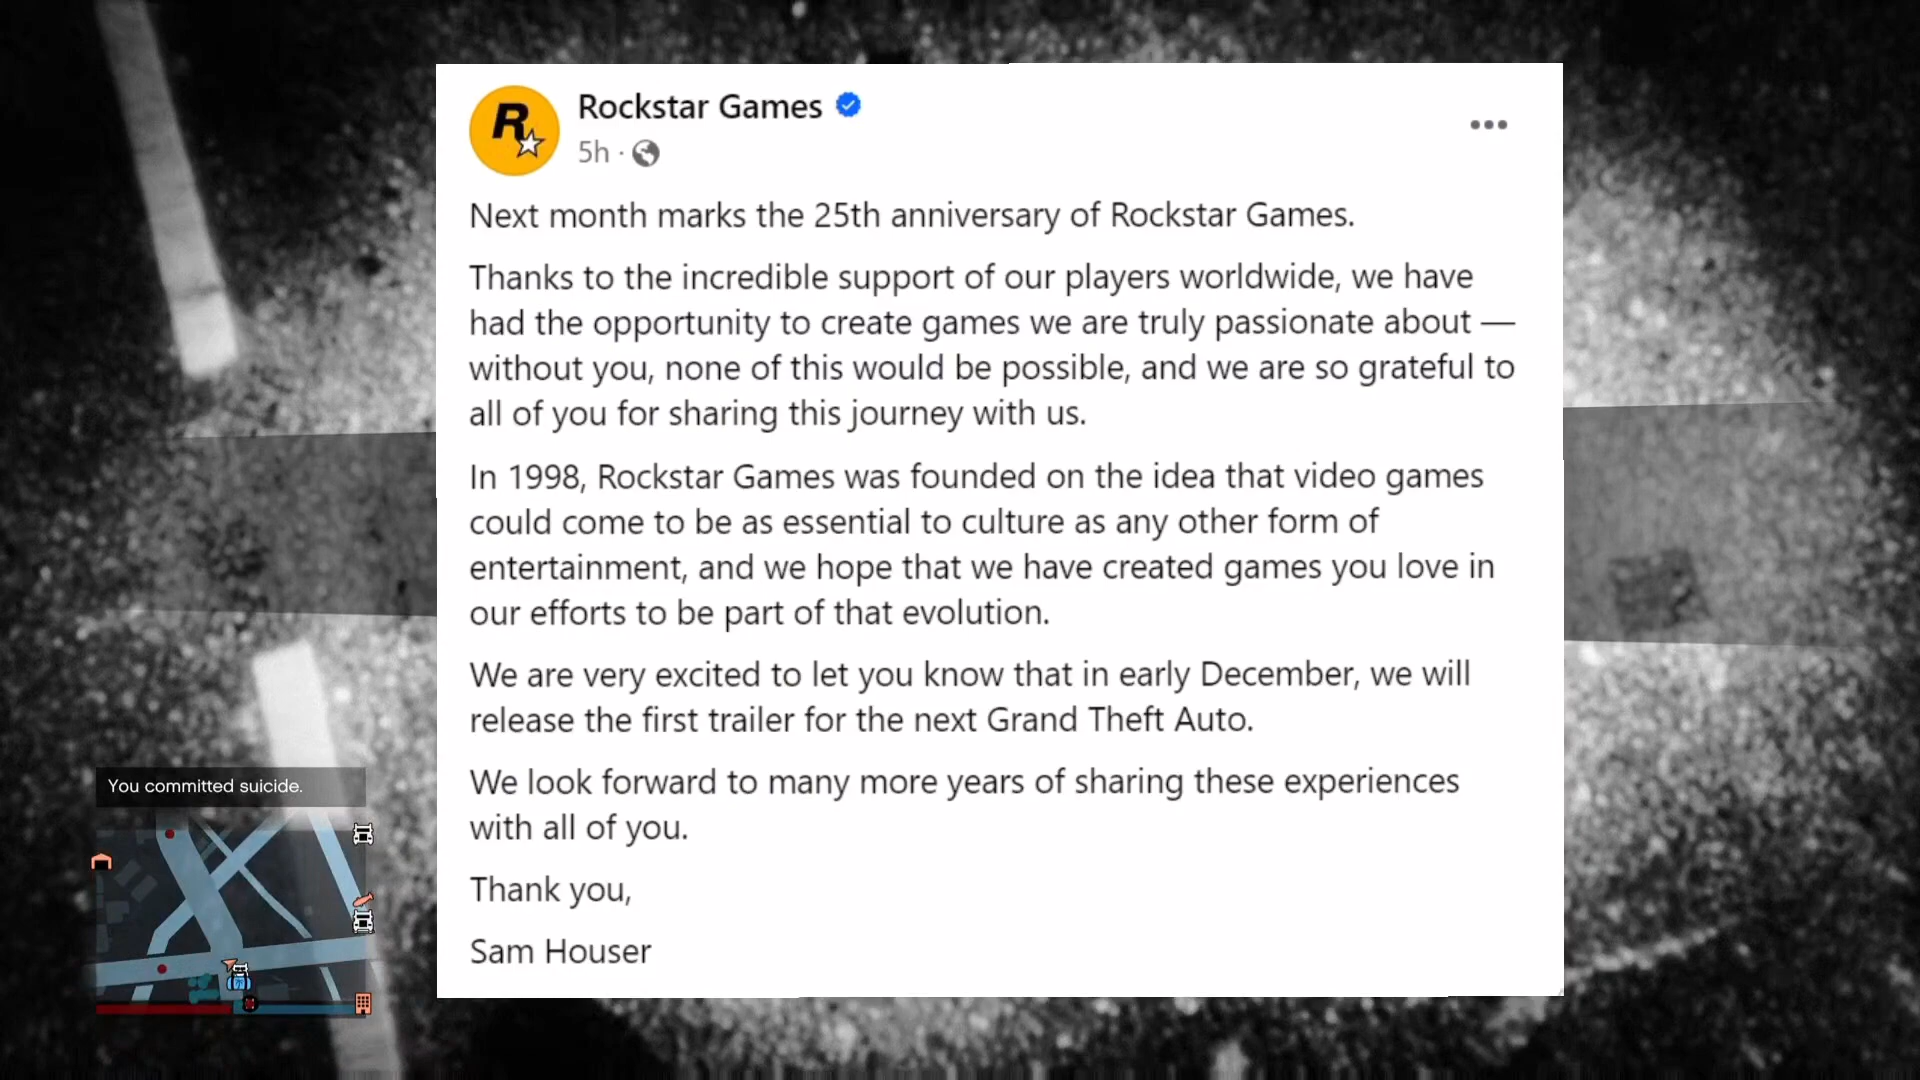 Rockstar Games
5h ·
Next month marks the 25th anniversary of Rockstar Games.
Thanks to the incredible support of our players worldwide, we have
had the opportunity to create games we are truly passionate about —
without you, none of this would be possible, and we are so grateful to
all of you for sharing this journey with us.
In 1998, Rockstar Games was founded on the idea that video games
could come to be as essential to culture as any other form of
entertainment, and we hope that we have created games you love in
our efforts to be part of that evolution.
We are very excited to let you know that in early December, we will
release the first trailer for the next Grand Theft Auto.
We look forward to many more years of sharing these experiences
with all of you.
Thank you,
Sam Houser
You committed suicide.